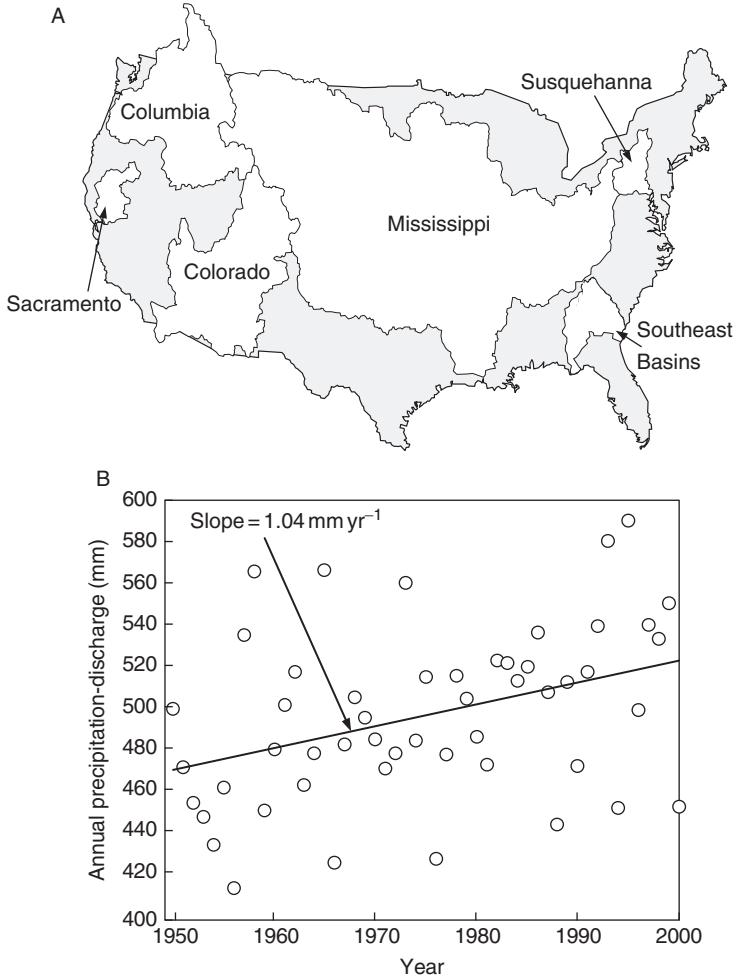 A
Susquehanna
Columbia
Mississippi
Colorado
Sacramento
Southeast
Basins
B
600
Slope = 1.04 mm yr⁻¹
580
560
540
520
500
480
460
440
420
400
Annual precipitation-discharge (mm)
1950 1960 1970 1980 1990 2000
Year